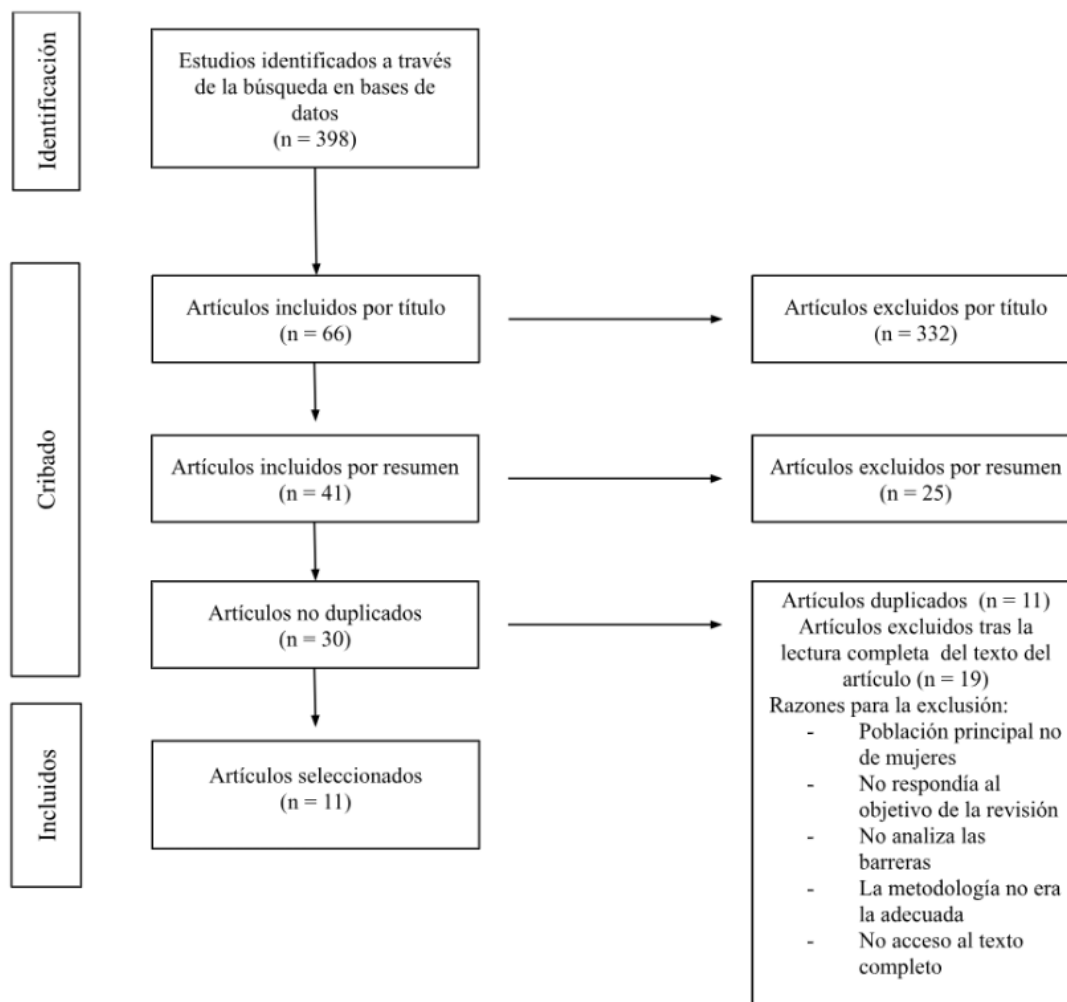 Identificación
Estudios identificados a través
de la búsqueda en bases de
datos
(n = 398)
Cribado
Artículos incluidos por título
(n = 66)
Artículos excluidos por título
(n = 332)
Artículos incluidos por resumen
(n = 41)
Artículos excluidos por resumen
(n = 25)
Artículos no duplicados
(n = 30)
Artículos duplicados (n = 11)
Artículos excluidos tras la
lectura completa del texto del
artículo (n = 19)
Razones para la exclusión:
- Población principal no
de mujeres
- No respondía al
objetivo de la revisión
- No analiza las
barreras
- La metodología no era
la adecuada
- No acceso al texto
completo
Incluidos
Artículos seleccionados
(n = 11)